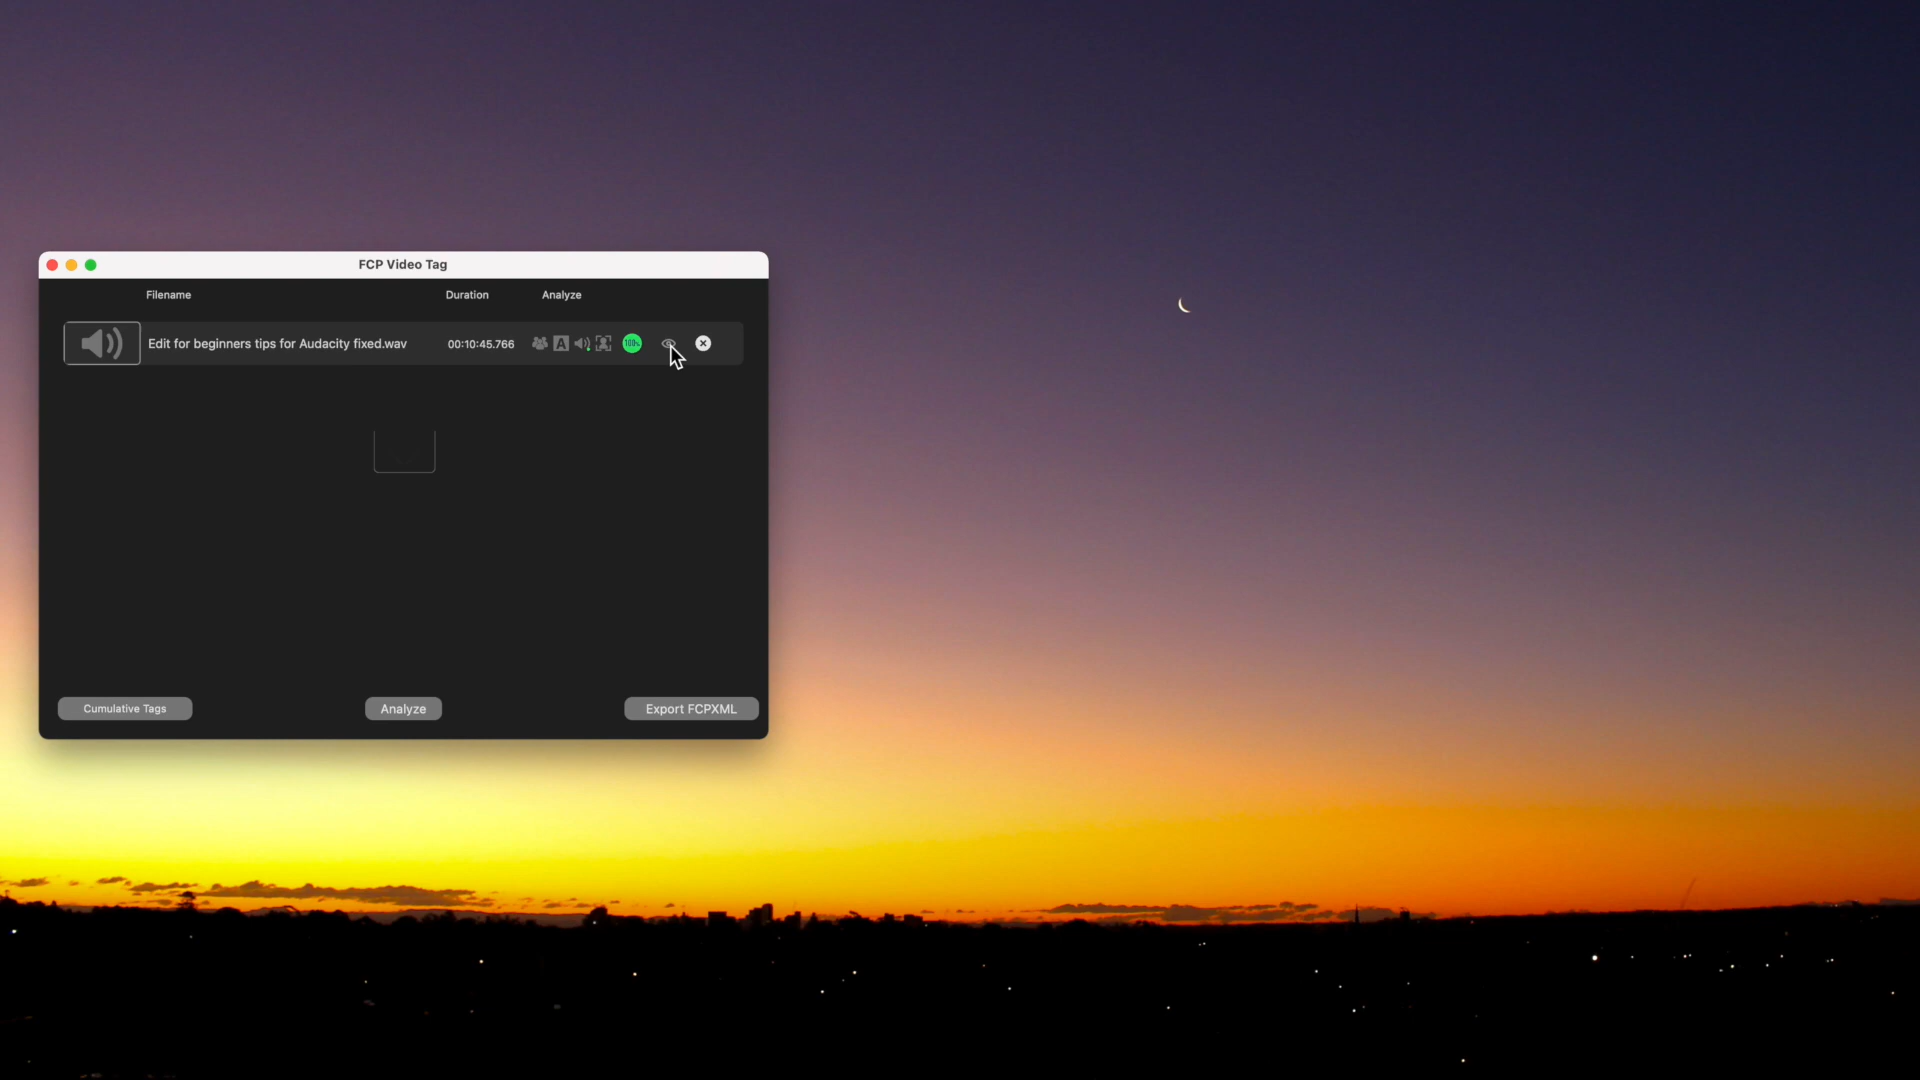 FCP Video Tag
Filename Duration Analyze
Edit for beginners tips for Audacity fixed.wav 00:10:45.766 A 100%
Cumulative Tags Analyze Export FCPXML